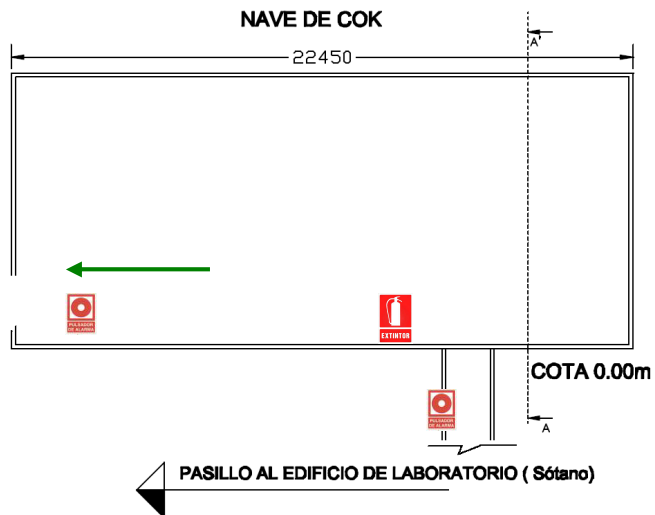 NAVE DE COK
A'
22450
PULSADOR
DE ALARMA
EXTINTOR
COTA 0.00m
PULSADOR
DE ALARMA
A
PASILLO AL EDIFICIO DE LABORATORIO ( Sótano)